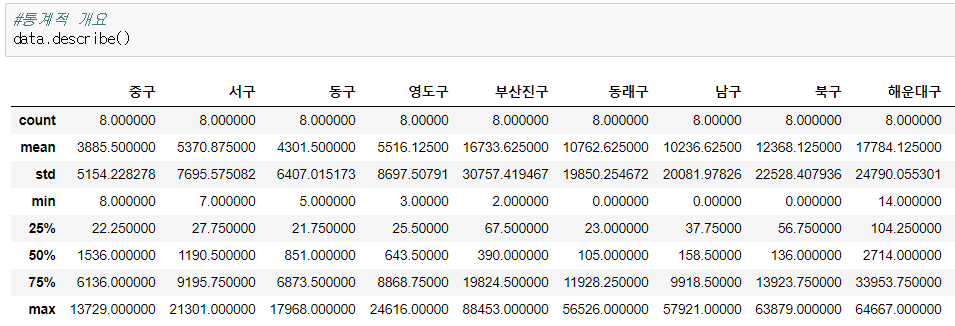 #통계적 개요
data.describe()
중구 서구 동구 영도구 부산진구 동래구 남구 북구 해운대구
count 8.000000 8.000000 8.000000 8.00000 8.000000 8.000000 8.00000 8.000000 8.000000
mean 3885.500000 5370.875000 4301.500000 5516.12500 16733.625000 10762.625000 10236.62500 12368.125000 17784.125000
std 5154.228278 7695.575082 6407.015173 8697.50791 30757.419467 19850.254672 20081.97826 22528.407936 24790.055301
min 8.000000 7.000000 5.000000 3.00000 2.000000 0.000000 0.00000 0.000000 14.000000
25% 22.250000 27.750000 21.750000 25.50000 67.500000 23.000000 37.75000 56.750000 104.250000
50% 1536.000000 1190.500000 851.000000 643.50000 390.000000 105.000000 158.50000 136.000000 2714.000000
75% 6136.000000 9195.750000 6873.500000 8868.75000 19824.500000 11928.250000 9918.50000 13923.750000 33953.750000
max 13729.000000 21301.000000 17968.000000 24616.00000 88453.000000 56526.000000 57921.00000 63879.000000 64667.000000